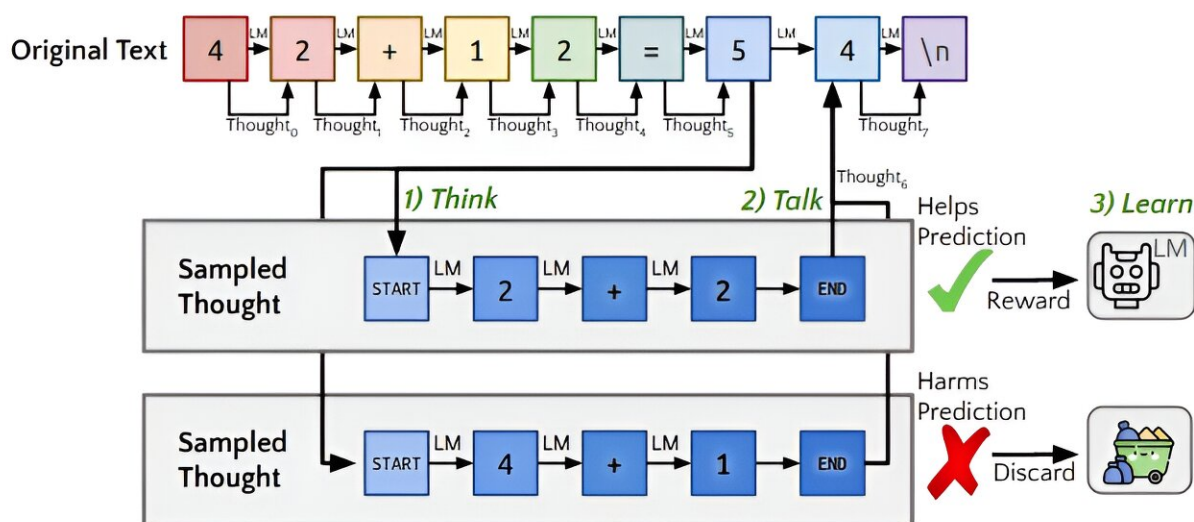 Original Text
4 LM 2 LM + LM 1 LM 2 LM = LM 5 LM 4 LM \n
Thought₀ Thought₁ Thought₂ Thought₃ Thought₄ Thought₅ Thought₇
Thought₆
1) Think
2) Talk
Helps
Prediction
3) Learn
Sampled
Thought
START LM 2 LM + LM 2 END
Reward
LM
Harms
Prediction
Sampled
Thought
START LM 4 LM + LM 1 END
Discard